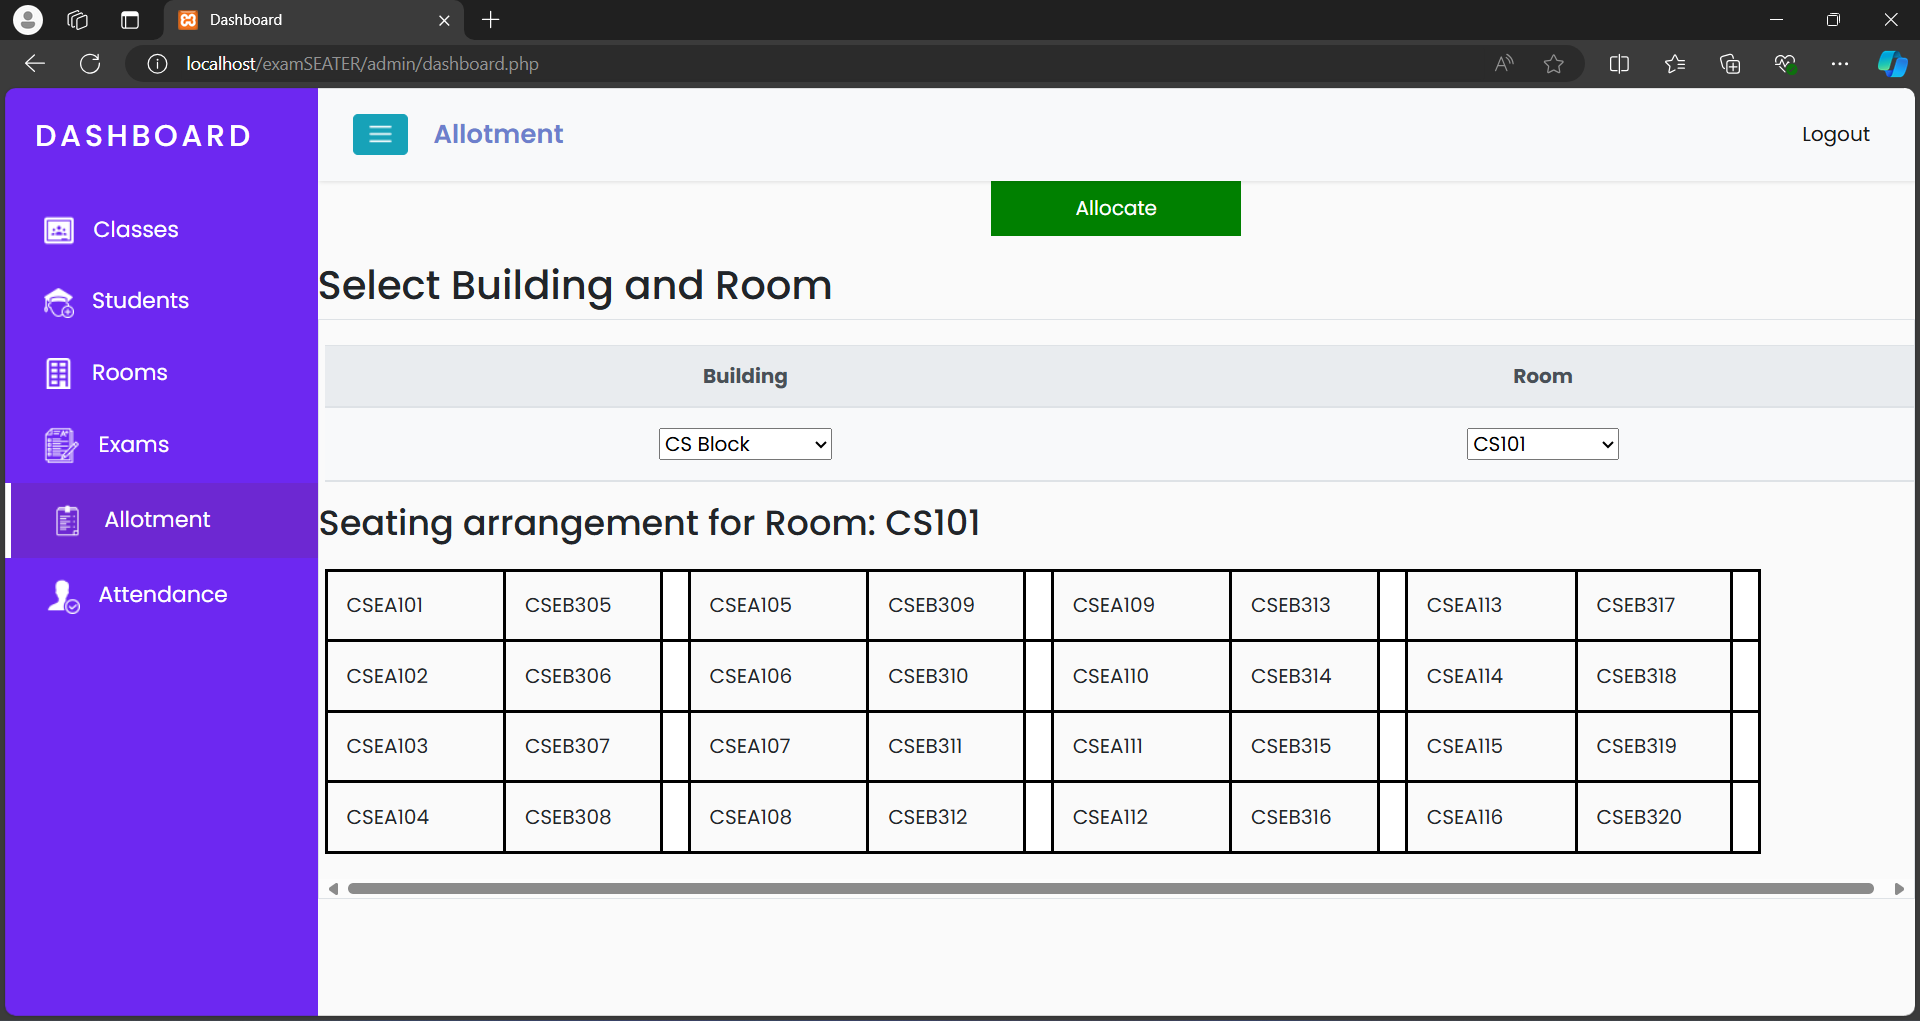 Dashboard
localhost/examSEATER/admin/dashboard.php
DASHBOARD
Allotment
Logout
Classes
Students
Rooms
Exams
Allotment
Attendance
Allocate
Select Building and Room
Building Room
CS Block CS101
Seating arrangement for Room: CS101
CSEA101 CSEB305 CSEA105 CSEB309 CSEA109 CSEB313 CSEA113 CSEB317
CSEA102 CSEB306 CSEA106 CSEB310 CSEA110 CSEB314 CSEA114 CSEB318
CSEA103 CSEB307 CSEA107 CSEB311 CSEA111 CSEB315 CSEA115 CSEB319
CSEA104 CSEB308 CSEA108 CSEB312 CSEA112 CSEB316 CSEA116 CSEB320